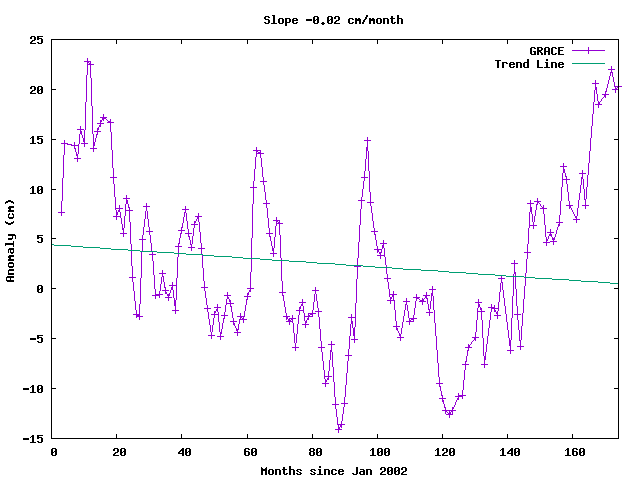 Slope -0.02 cm/month
GRACE
Trend Line
25
20
15
10
5
0
-5
-10
-15
Anomaly (cm)
0 20 40 60 80 100 120 140 160
Months since Jan 2002